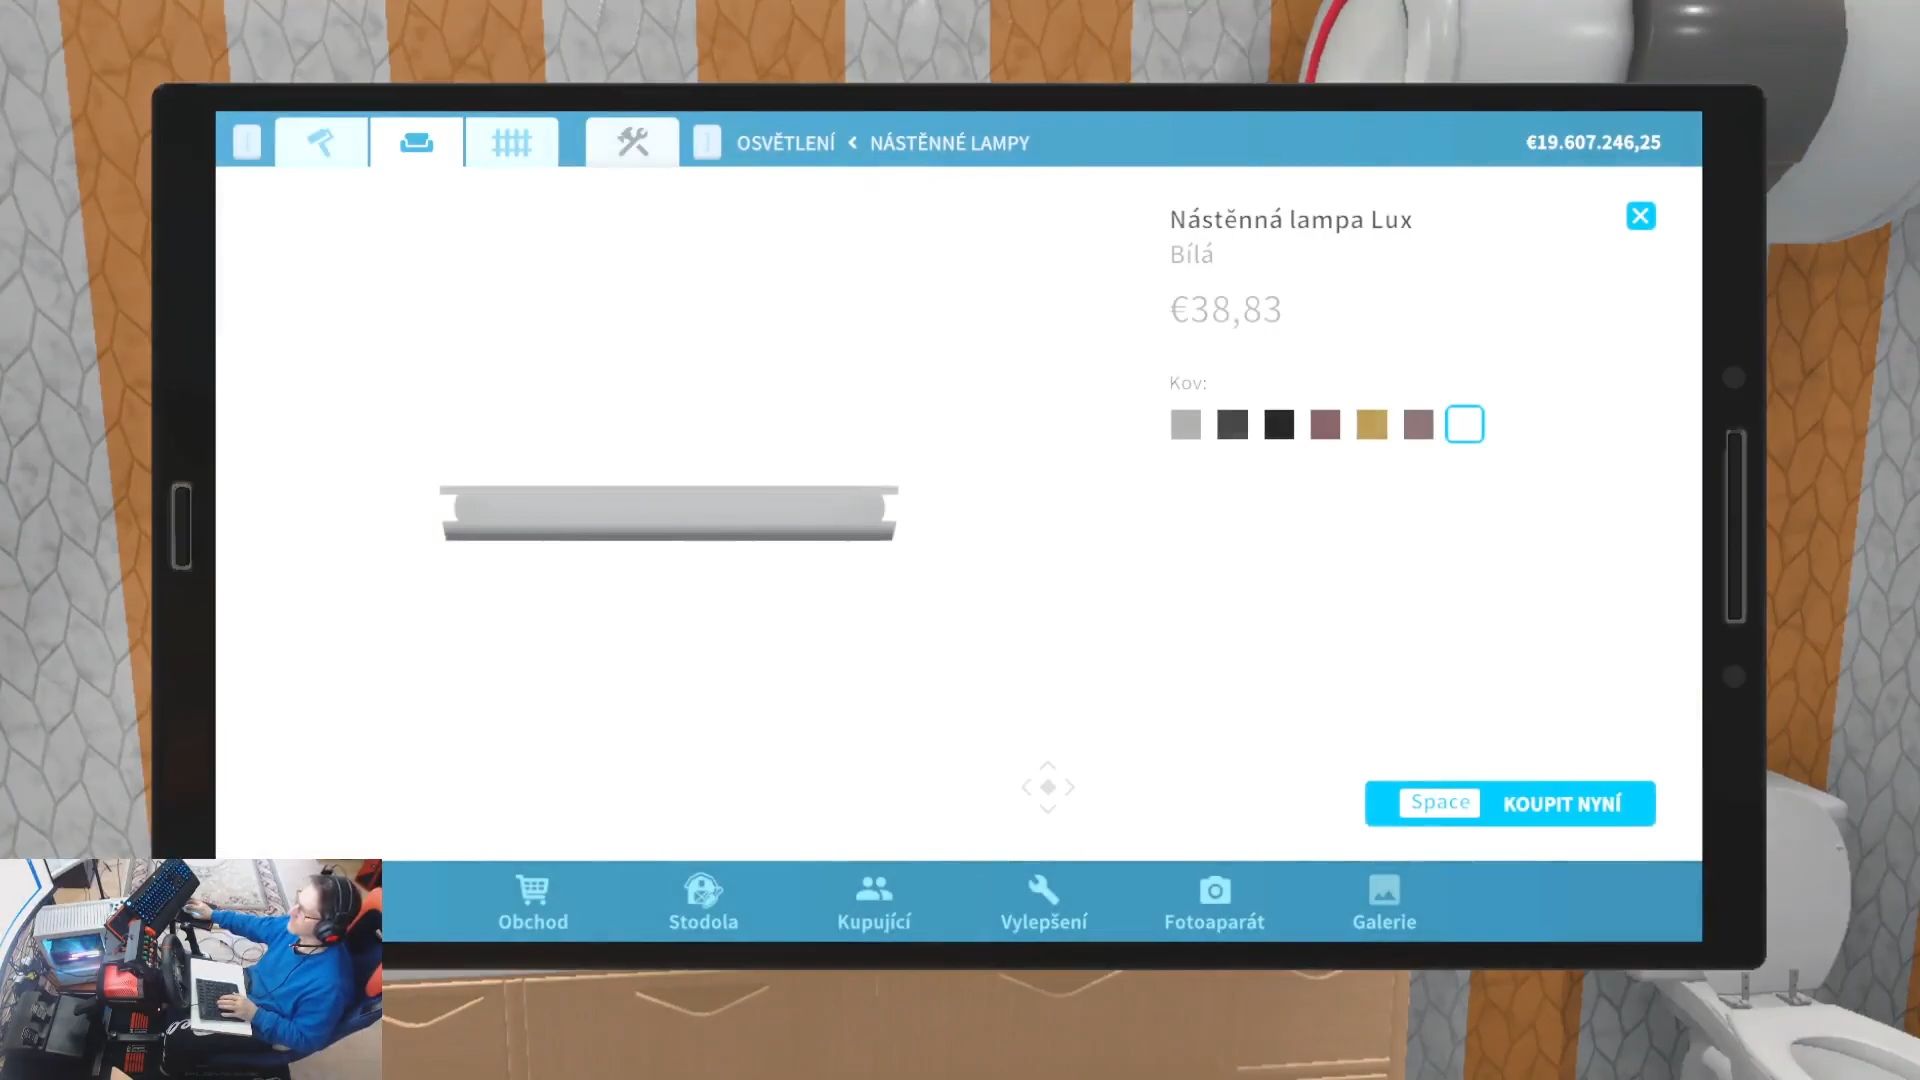 OSVĚTLENÍ < NÁSTĚNNÉ LAMPY
€19.607.246,25
Nástěnná lampa Lux
Bílá
€38,83
Kov:
Space KOUPIT NYNÍ
Obchod
Stodola
Kupující
Vylepšení
Fotoaparát
Galerie